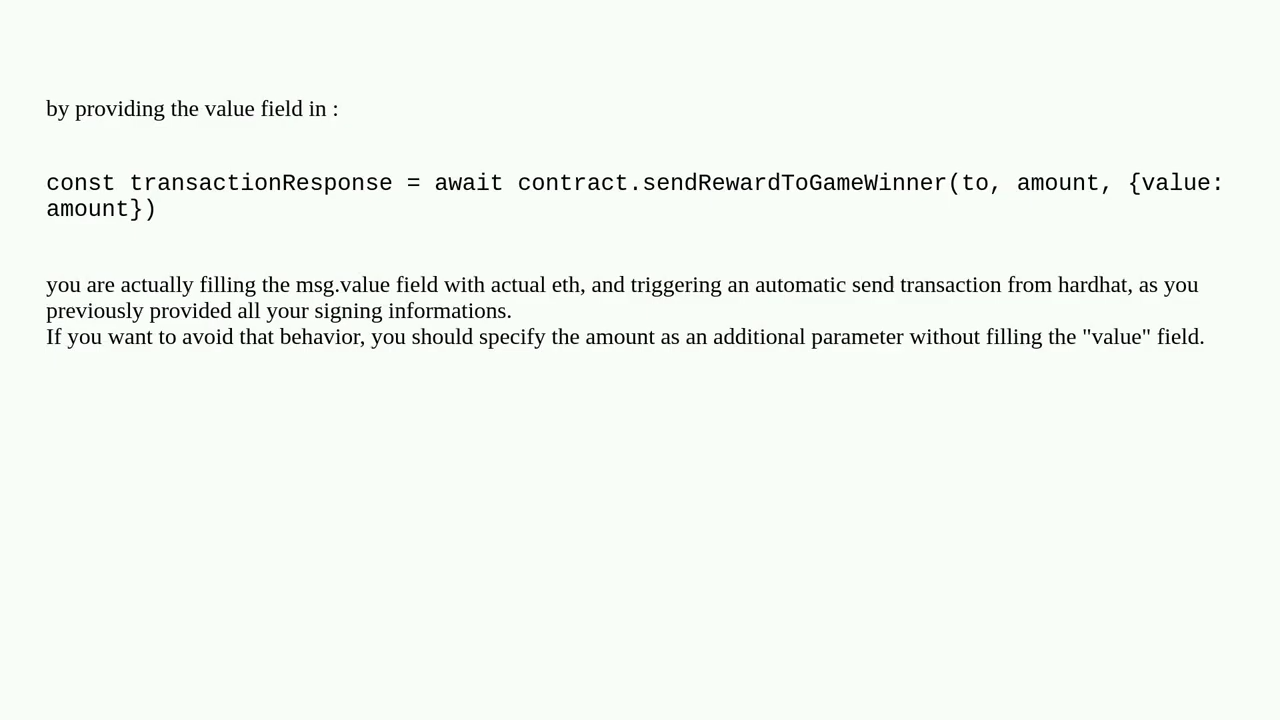 by providing the value field in :
const transactionResponse = await contract.sendRewardToGameWinner(to, amount, {value:
amount})
you are actually filling the msg.value field with actual eth, and triggering an automatic send transaction from hardhat, as you
previously provided all your signing informations.
If you want to avoid that behavior, you should specify the amount as an additional parameter without filling the "value" field.